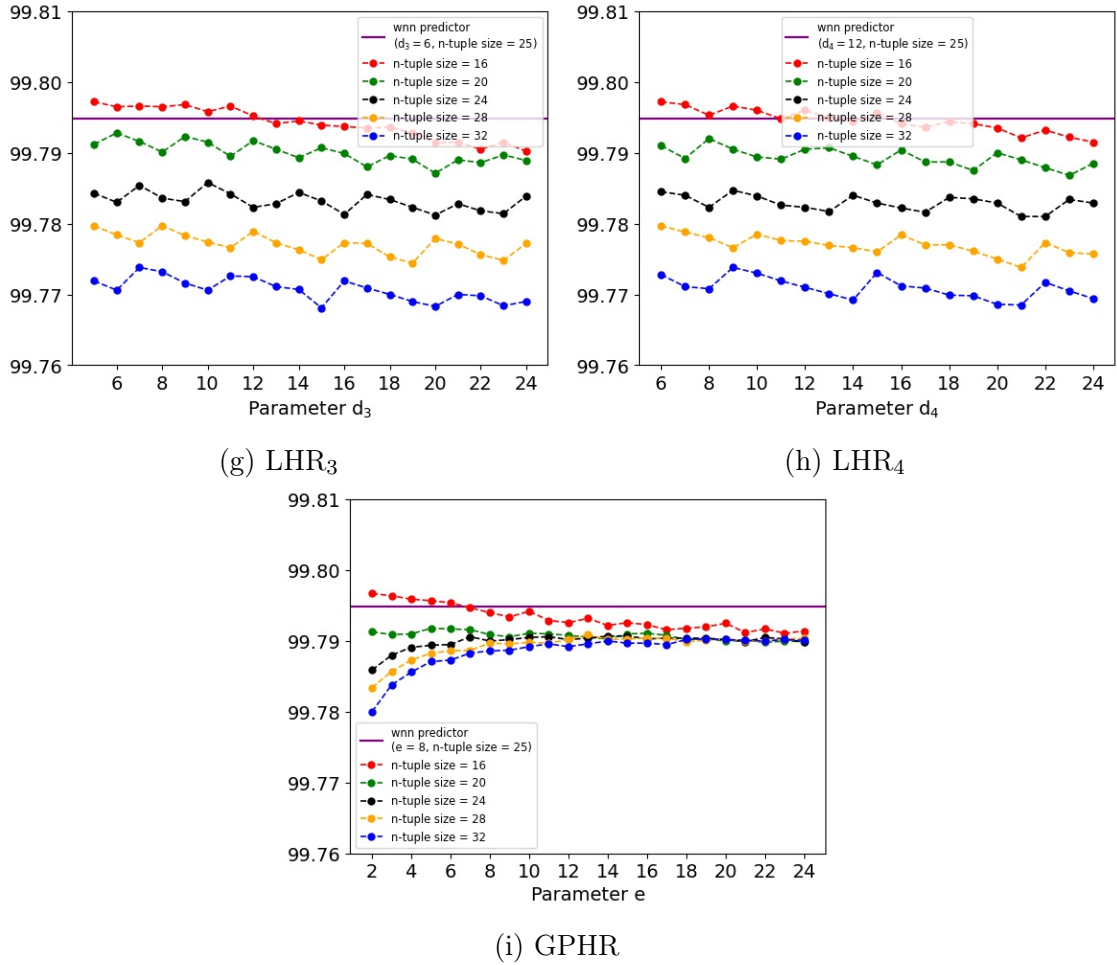 99.81
99.80
99.79
99.78
99.77
99.76
wnn predictor
(d₃ = 6, n-tuple size = 25)
n-tuple size = 16
n-tuple size = 20
n-tuple size = 24
n-tuple size = 28
n-tuple size = 32
6 8 10 12 14 16 18 20 22 24
Parameter d₃
(g) LHR₃
99.81
99.80
99.79
99.78
99.77
99.76
wnn predictor
(d₄ = 12, n-tuple size = 25)
n-tuple size = 16
n-tuple size = 20
n-tuple size = 24
n-tuple size = 28
n-tuple size = 32
6 8 10 12 14 16 18 20 22 24
Parameter d₄
(h) LHR₄
99.81
99.80
99.79
99.78
99.77
99.76
wnn predictor
(e = 8, n-tuple size = 25)
n-tuple size = 16
n-tuple size = 20
n-tuple size = 24
n-tuple size = 28
n-tuple size = 32
2 4 6 8 10 12 14 16 18 20 22 24
Parameter e
(i) GPHR